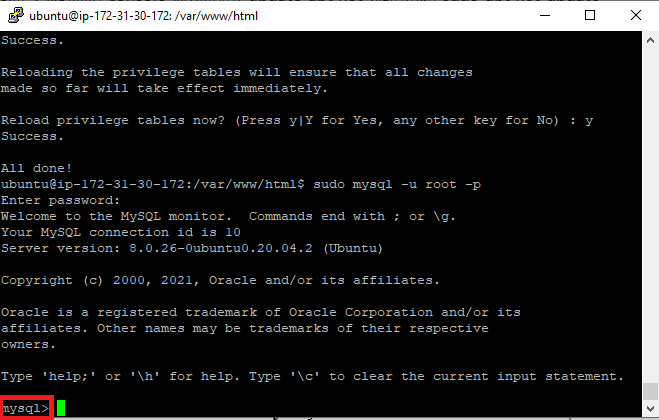 ubuntu@ip-172-31-30-172: /var/www/html
Success.
Reloading the privilege tables will ensure that all changes
made so far will take effect immediately.
Reload privilege tables now? (Press y|Y for Yes, any other key for No) : y
Success.
All done!
ubuntu@ip-172-31-30-172:/var/www/html$ sudo mysql -u root -p
Enter password:
Welcome to the MySQL monitor.  Commands end with ; or \g.
Your MySQL connection id is 10
Server version: 8.0.26-0ubuntu0.20.04.2 (Ubuntu)
Copyright (c) 2000, 2021, Oracle and/or its affiliates.
Oracle is a registered trademark of Oracle Corporation and/or its
affiliates. Other names may be trademarks of their respective
owners.
Type 'help;' or '\h' for help. Type '\c' to clear the current input statement.
mysql>